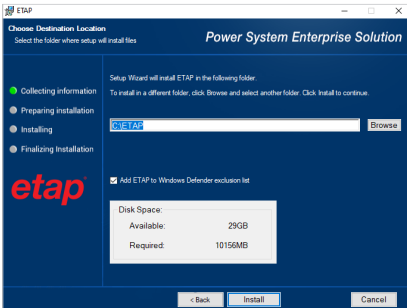 ETAP
Choose Destination Location
Select the folder where setup will install files
Power System Enterprise Solution
Collecting information
Preparing installation
Installing
Finalizing Installation
etap
Setup Wizard will install ETAP in the following folder.
To install in a different folder, click Browse and select another folder. Click Install to continue.
C:\ETAP
Browse
Add ETAP to Windows Defender exclusion list
Disk Space:
Available: 29GB
Required: 10156MB
< Back
Install
Cancel